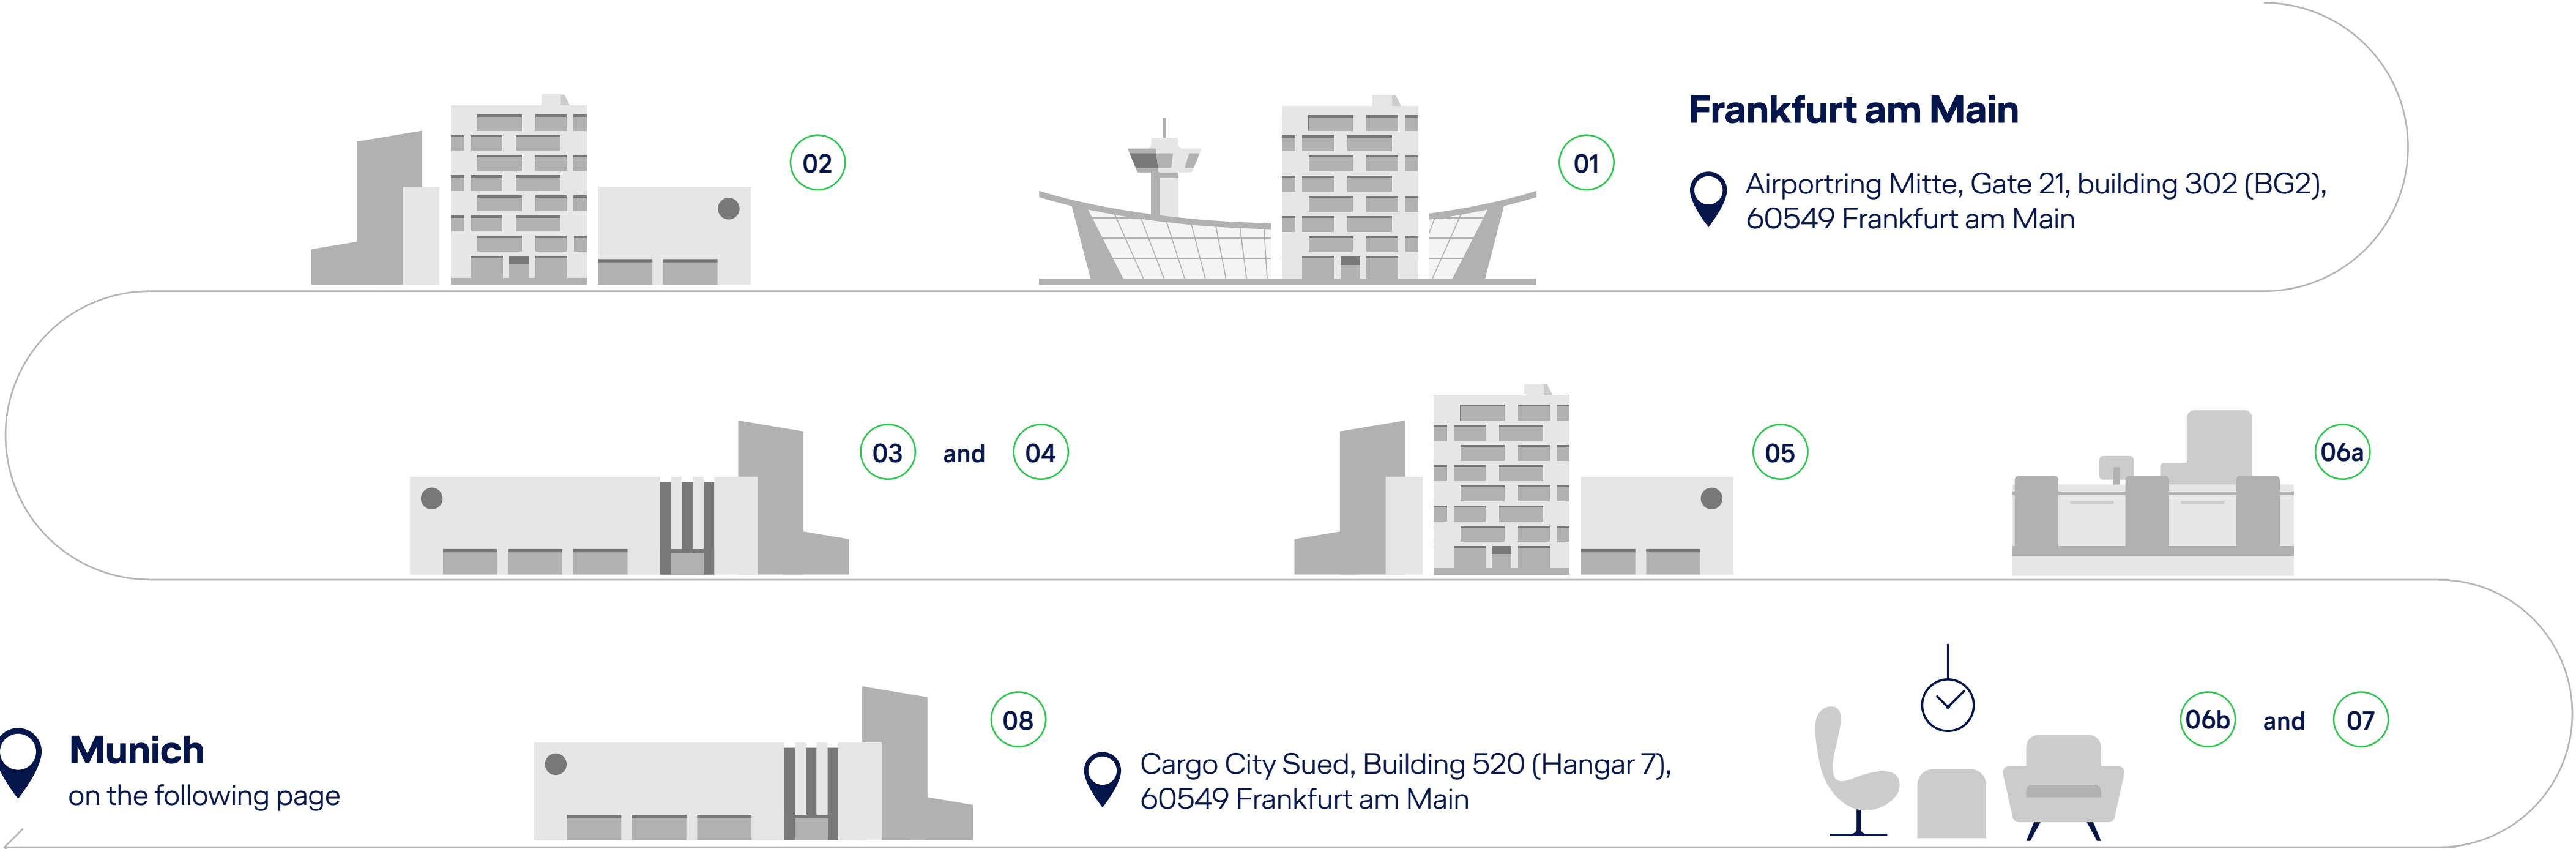 Frankfurt am Main
Airportring Mitte, Gate 21, building 302 (BG2),
60549 Frankfurt am Main
01
02
03 and 04
05
06a
06b and 07
Cargo City Sued, Building 520 (Hangar 7),
60549 Frankfurt am Main
08
Munich
on the following page